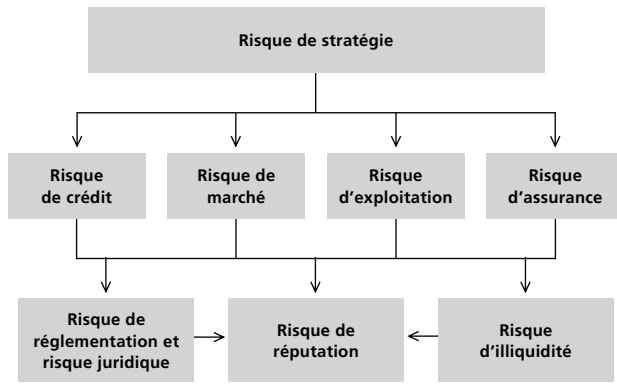 Risque de stratégie
Risque
de crédit
Risque de
marché
Risque
d’exploitation
Risque
d’assurance
Risque de
réglementation et
risque juridique
Risque de
réputation
Risque
d’illiquidité